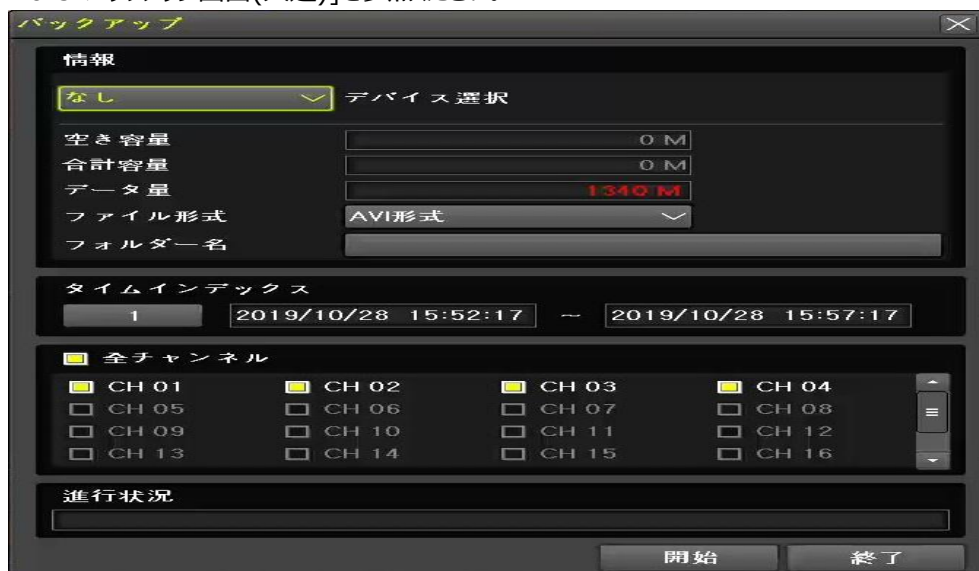 バックアップ
情報
なし デバイス選択
空き容量 0 M
合計容量 0 M
データ量 1340 M
ファイル形式 AVI形式
フォルダー名
タイムインデックス
1 2019/10/28 15:52:17 ~ 2019/10/28 15:57:17
全チャンネル
CH 01 CH 02 CH 03 CH 04
CH 05 CH 06 CH 07 CH 08
CH 09 CH 10 CH 11 CH 12
CH 13 CH 14 CH 15 CH 16
進行状況
開始 終了